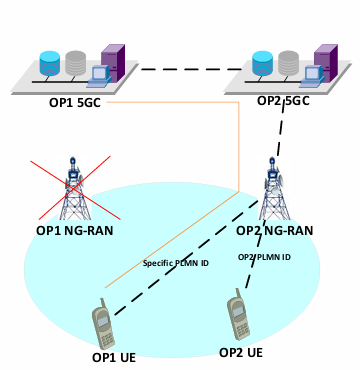 OP1 5GC
OP2 5GC
OP1 NG-RAN
OP2 NG-RAN
Specific PLMN ID
OP2 PLMN ID
OP1 UE
OP2 UE